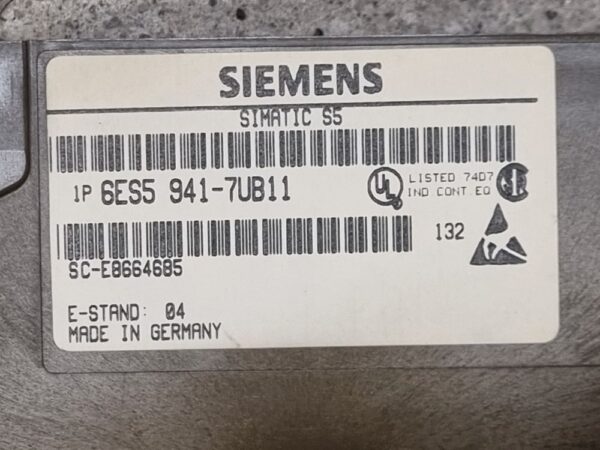 SIEMENS
SIMATIC S5
1P 6ES5 941-7UB11
UL LISTED 74D7
IND.CONT.EQ
132
SC-E8664685
E-STAND: 04
MADE IN GERMANY